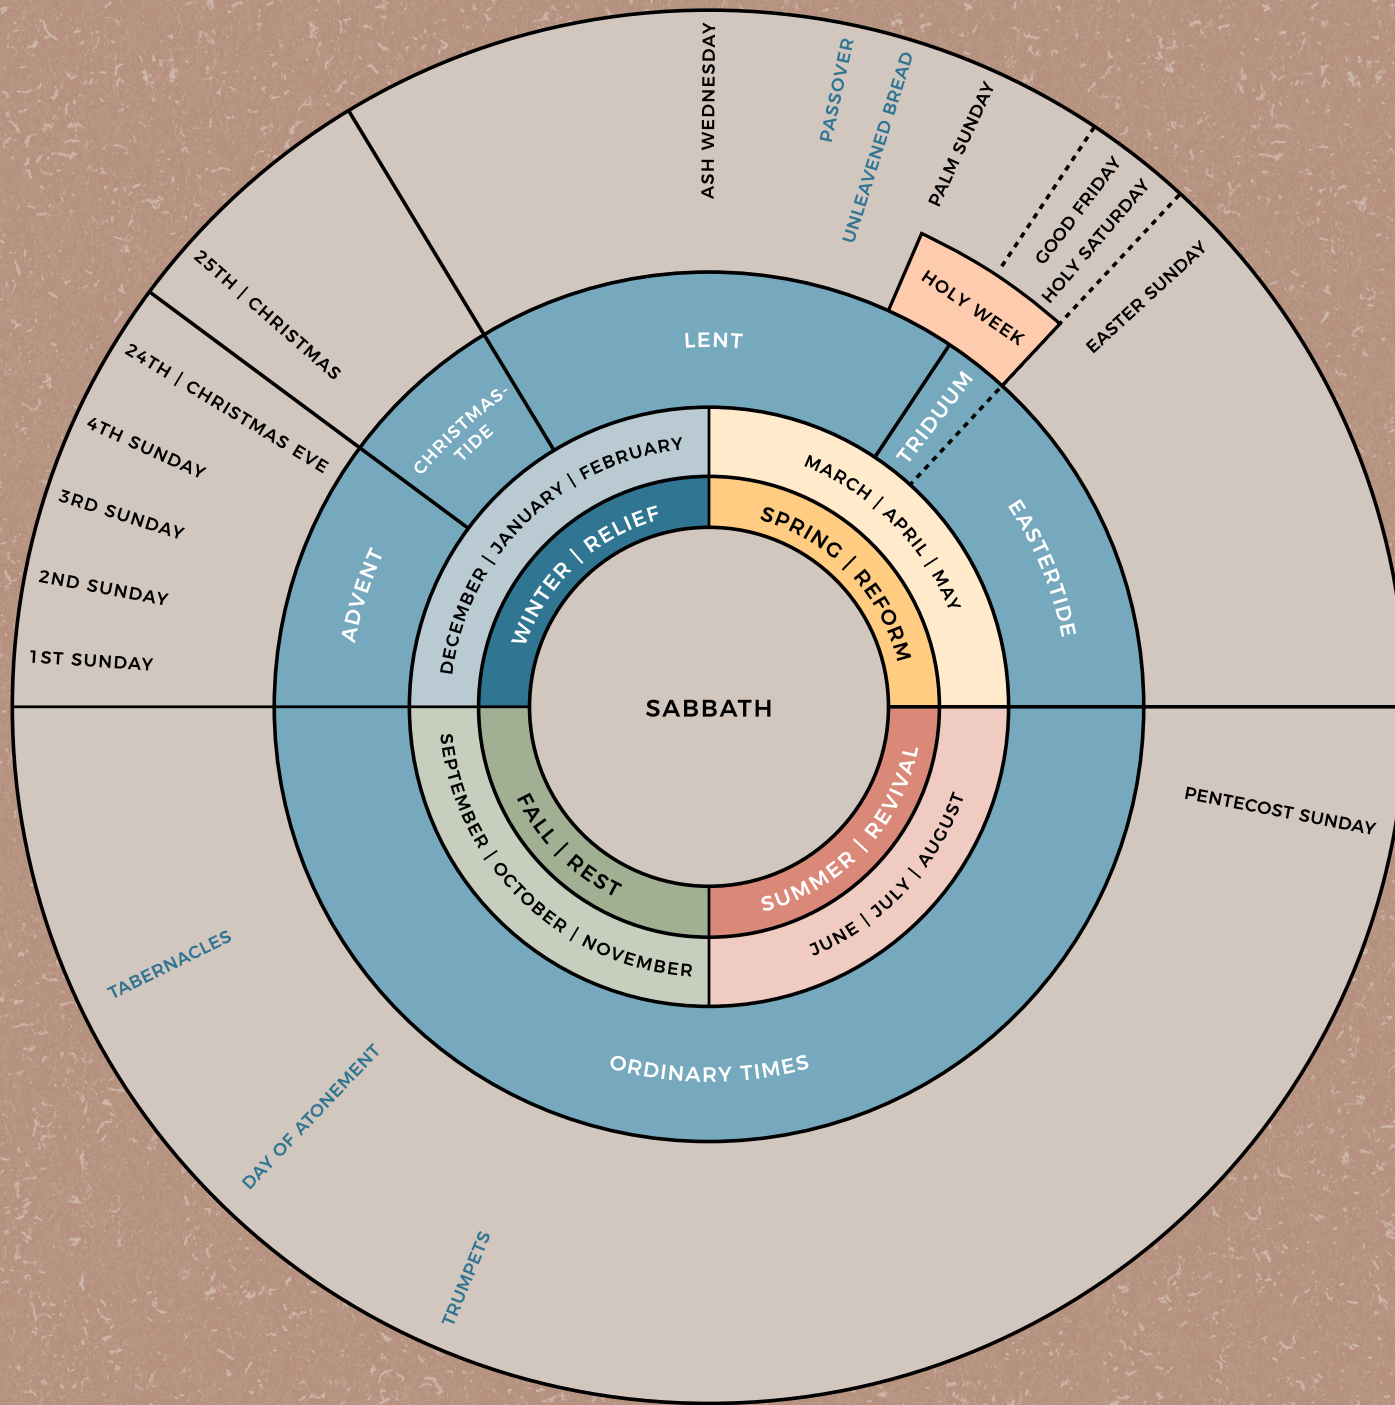 ASH WEDNESDAY
PASSOVER
UNLEAVENED BREAD
PALM SUNDAY
GOOD FRIDAY
HOLY SATURDAY
EASTER SUNDAY
HOLY WEEK
25TH | CHRISTMAS
24TH | CHRISTMAS EVE
4TH SUNDAY
3RD SUNDAY
2ND SUNDAY
1ST SUNDAY
LENT
TRIDUUM
CHRISTMAS-
TIDE
ADVENT
EASTERTIDE
DECEMBER | JANUARY | FEBRUARY
MARCH | APRIL | MAY
WINTER | RELIEF
SPRING | REFORM
SABBATH
FALL | REST
SUMMER | REVIVAL
SEPTEMBER | OCTOBER | NOVEMBER
JUNE | JULY | AUGUST
PENTECOST SUNDAY
ORDINARY TIMES
TABERNACLES
DAY OF ATONEMENT
TRUMPETS